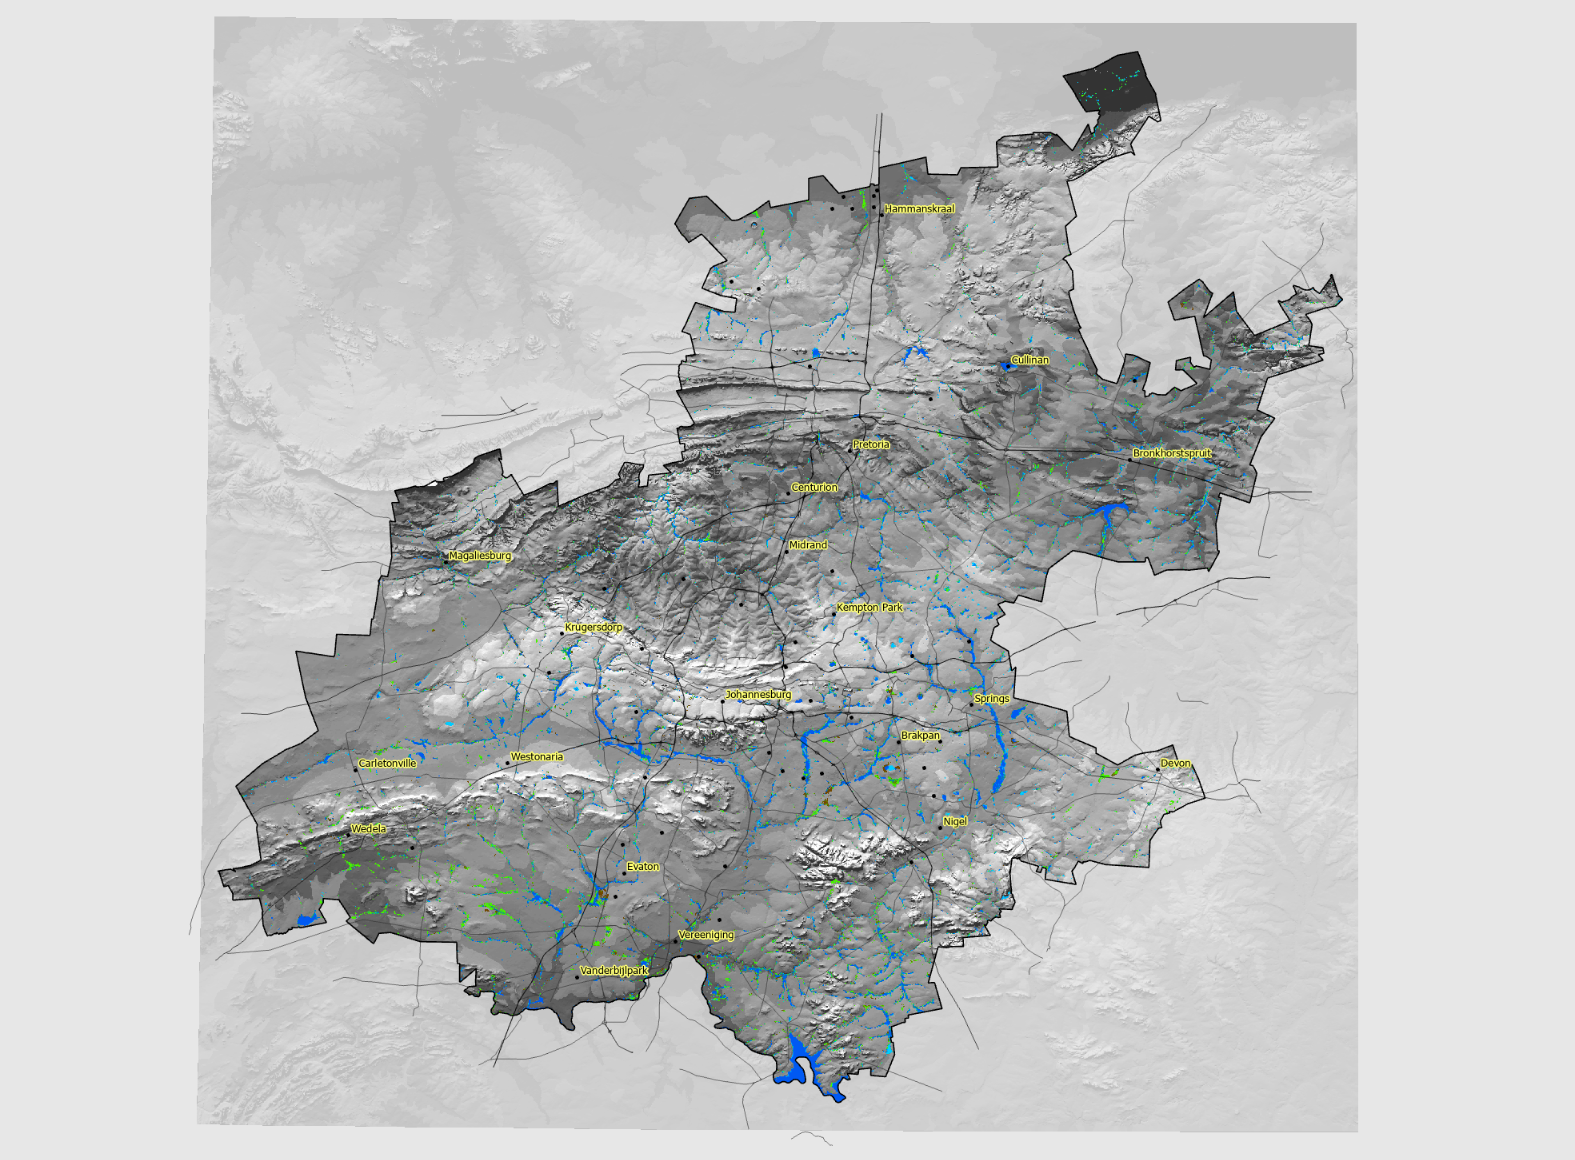 Hammanskraal
Cullinan
Pretoria
Bronkhorstspruit
Centurion
Midrand
Magaliesburg
Kempton Park
Krugersdorp
Johannesburg
Springs
Brakpan
Westonaria
Carletonville
Devon
Nigel
Wedela
Evaton
Vereeniging
Vanderbijlpark